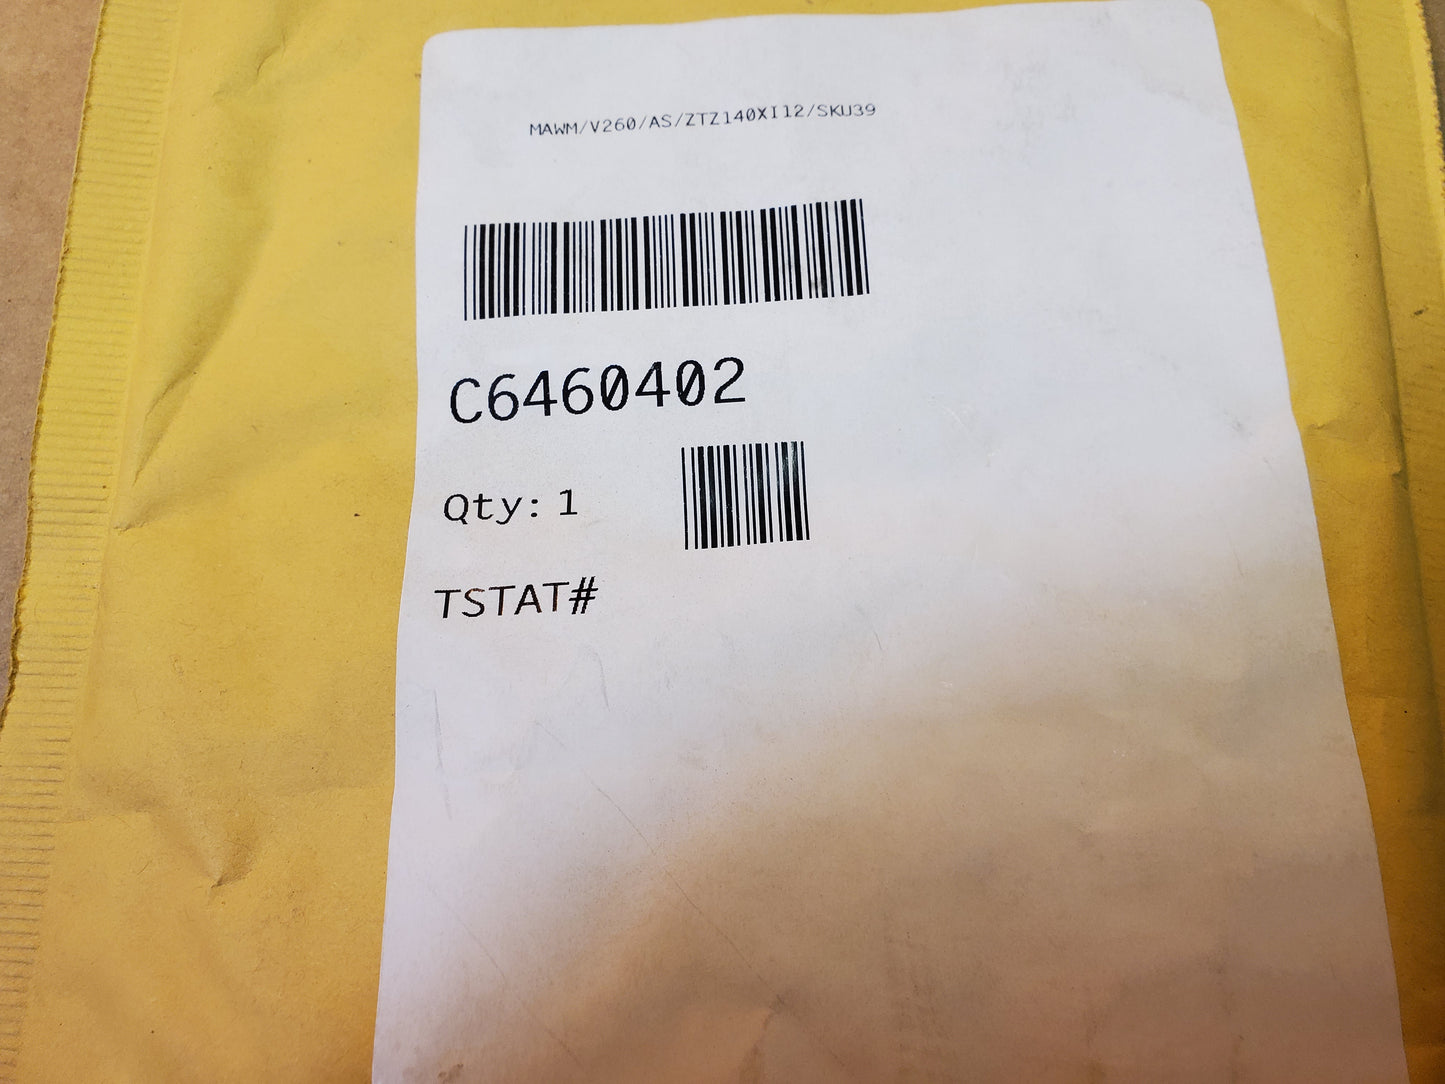 MAWM/V260/AS/ZTZ140XI12/SKU39
C6460402
Qty: 1
TSTAT#